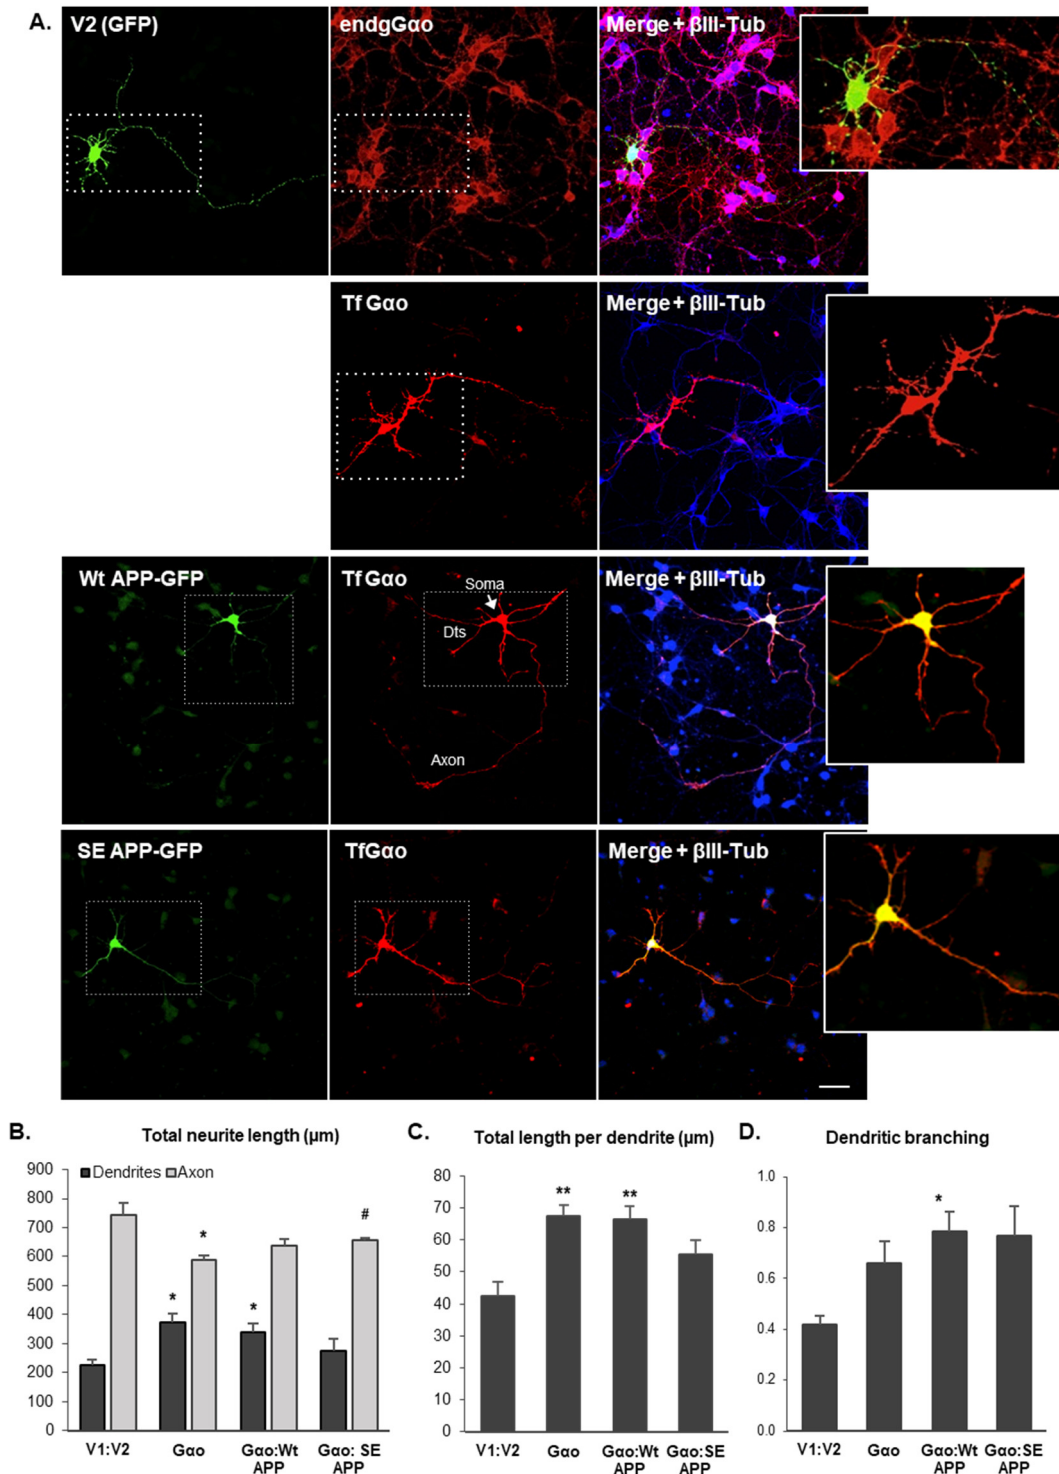 A.
V2 (GFP)
endgGαo
Merge + βIII-Tub
Tf Gαo
Merge + βIII-Tub
Wt APP-GFP
Tf Gαo
Merge + βIII-Tub
Soma
Dts
Axon
SE APP-GFP
TfGαo
Merge + βIII-Tub
B.
Total neurite length (μm)
Dendrites
Axon
900
800
700
600
500
400
300
200
100
0
*
*
*
#
V1:V2
Gαo
Gαo:Wt
APP
Gαo: SE
APP
C.
Total length per dendrite (μm)
80
70
60
50
40
30
20
10
0
**
**
V1:V2
Gαo
Gαo:Wt
APP
Gαo:SE
APP
D.
Dendritic branching
1.0
0.8
0.6
0.4
0.2
0.0
*
V1:V2
Gαo
Gαo:Wt
APP
Gαo:SE
APP